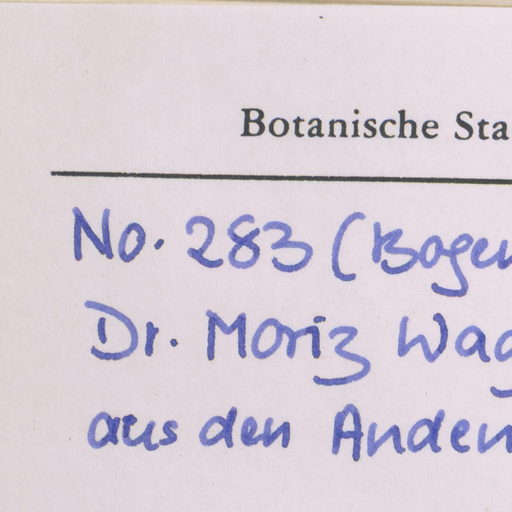 Botanische Sta
No. 283 (Bogen
Dr. Moriz Wag
aus den Anden